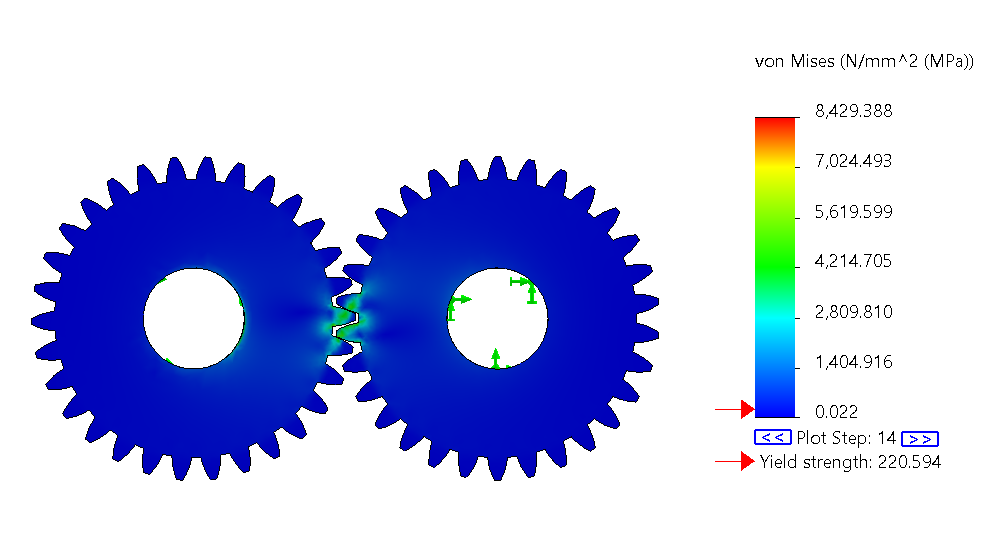 von Mises (N/mm^2 (MPa))
8,429.388
7,024.493
5,619.599
4,214.705
2,809.810
1,404.916
0.022
<< Plot Step: 14 >>
Yield strength: 220.594